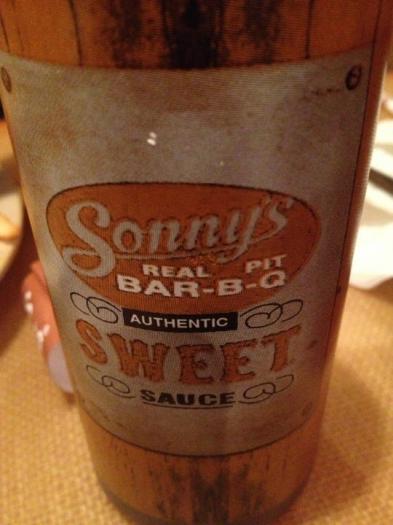 Sonny's
REAL PIT
BAR-B-Q
AUTHENTIC
SWEET
SAUCE